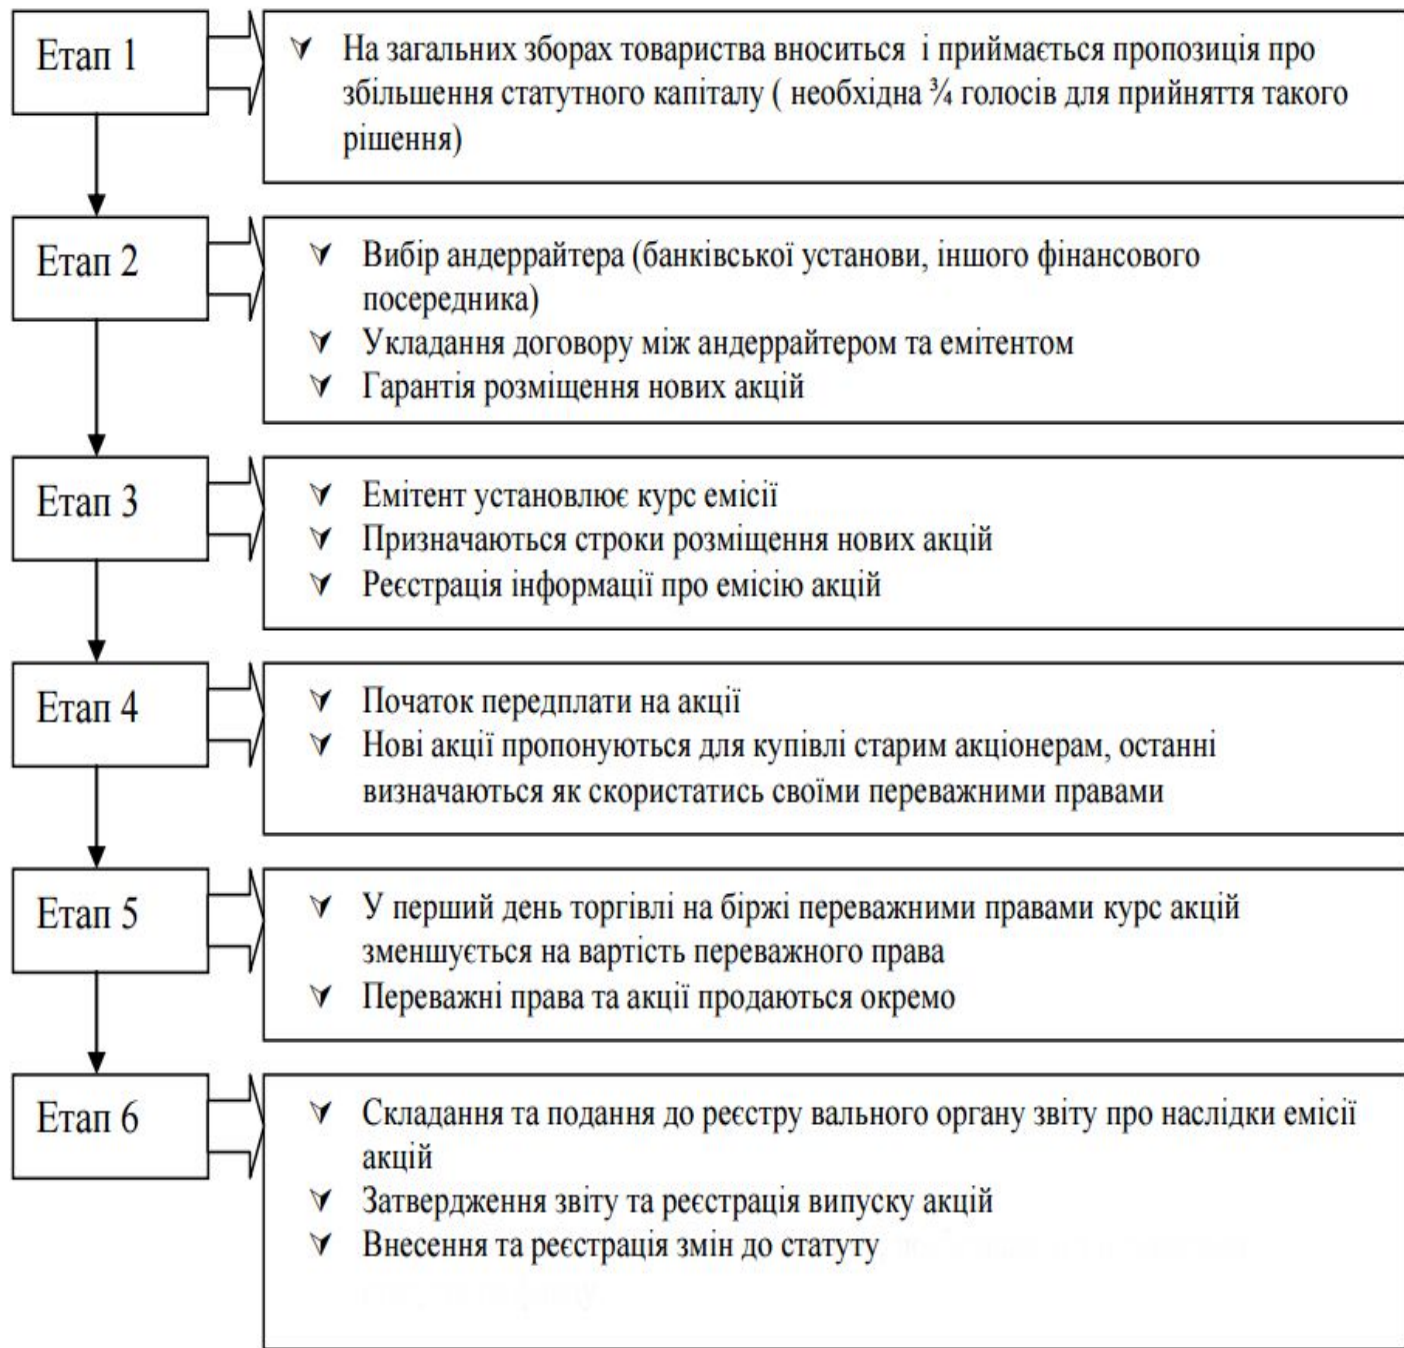 Етап 1
➢ На загальних зборах товариства вноситься і приймається пропозиція про
збільшення статутного капіталу ( необхідна ¾ голосів для прийняття такого
рішення)
Етап 2
➢ Вибір андеррайтера (банківської установи, іншого фінансового
посередника)
➢ Укладання договору між андеррайтером та емітентом
➢ Гарантія розміщення нових акцій
Етап 3
➢ Емітент установлює курс емісії
➢ Призначаються строки розміщення нових акцій
➢ Реєстрація інформації про емісію акцій
Етап 4
➢ Початок передплати на акції
➢ Нові акції пропонуються для купівлі старим акціонерам, останні
визначаються як скористатись своїми переважними правами
Етап 5
➢ У перший день торгівлі на біржі переважними правами курс акцій
зменшується на вартість переважного права
➢ Переважні права та акції продаються окремо
Етап 6
➢ Складання та подання до реєстру вального органу звіту про наслідки емісії
акцій
➢ Затвердження звіту та реєстрація випуску акцій
➢ Внесення та реєстрація змін до статуту